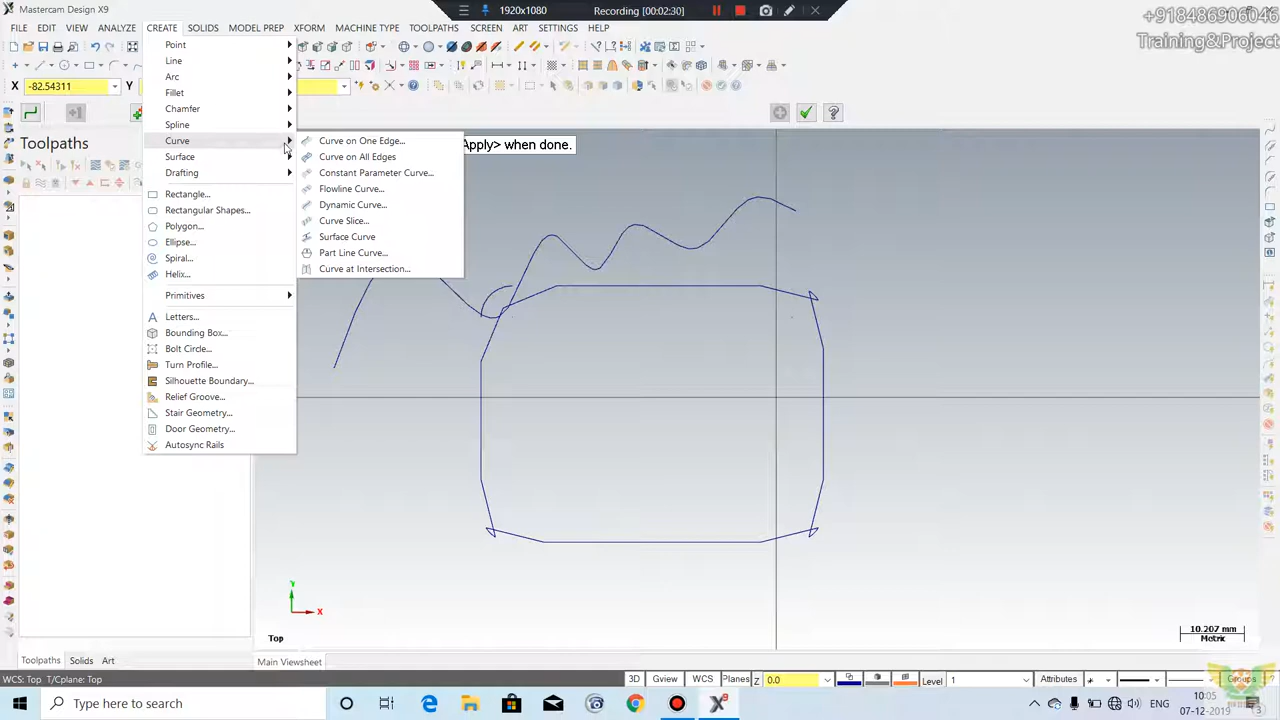 Mastercam Design X9
1920x1080
Recording [00:02:30]
+918486906046
Training&Project
FILE EDIT VIEW ANALYZE CREATE SOLIDS MODEL PREP XFORM MACHINE TYPE TOOLPATHS SCREEN ART SETTINGS HELP
X -82.54311 Y
Toolpaths
Apply> when done.
Point
Line
Arc
Fillet
Chamfer
Spline
Curve
Surface
Drafting
Rectangle...
Rectangular Shapes...
Polygon...
Ellipse...
Spiral...
Helix...
Primitives
Letters...
Bounding Box...
Bolt Circle...
Turn Profile...
Silhouette Boundary...
Relief Groove...
Stair Geometry...
Door Geometry...
Autosync Rails
Curve on One Edge...
Curve on All Edges
Constant Parameter Curve...
Flowline Curve...
Dynamic Curve...
Curve Slice...
Surface Curve
Part Line Curve...
Curve at Intersection...
Y
X
Top
10.207 mm
Metric
Toolpaths Solids Art
Main Viewsheet
WCS: Top T/Cplane: Top
3D Gview WCS Planes Z 0.0 Level 1 Attributes Groups ?
Type here to search
ENG
10:05
07-12-2019